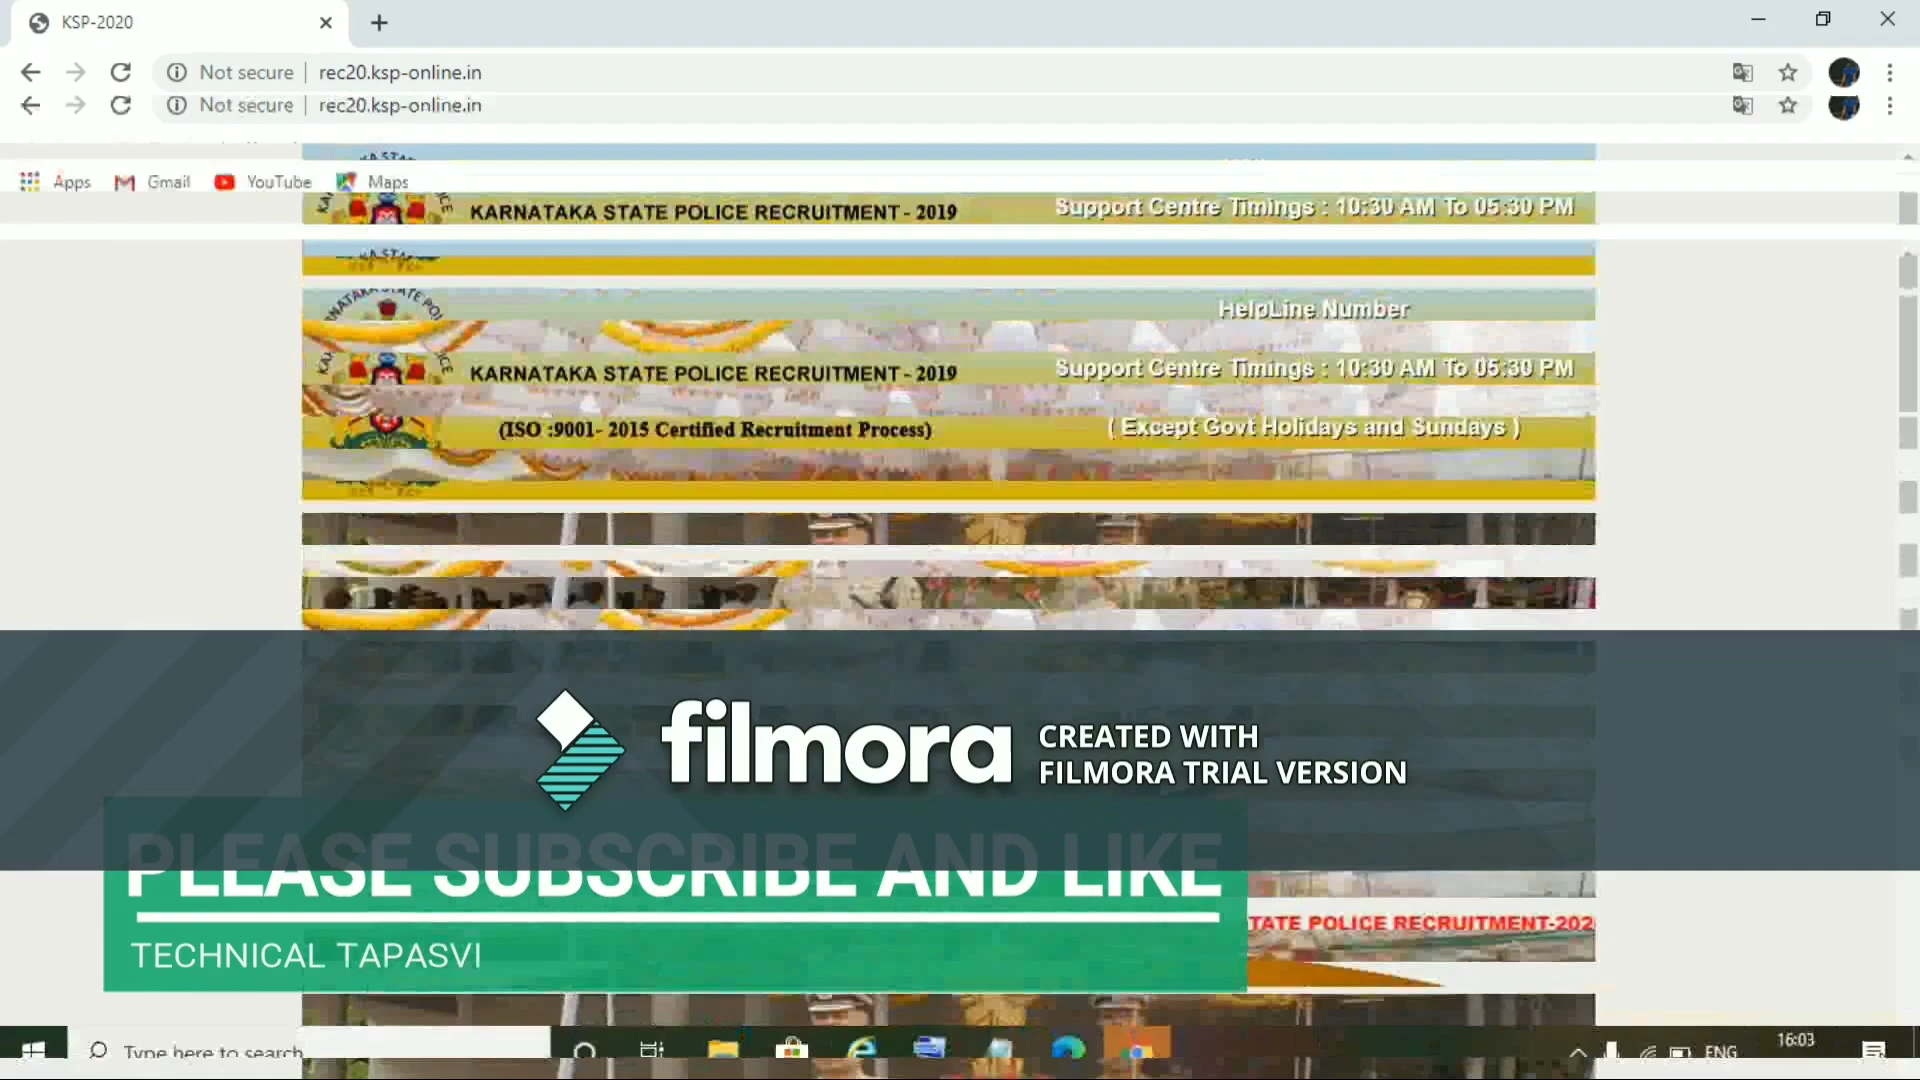 KSP-2020
Not secure rec20.ksp-online.in
Not secure rec20.ksp-online.in
Apps Gmail YouTube Maps
KARNATAKA STATE POLICE RECRUITMENT - 2019
Support Centre Timings : 10:30 AM To 05:30 PM
HelpLine Number
KARNATAKA STATE POLICE RECRUITMENT - 2019
Support Centre Timings : 10:30 AM To 05:30 PM
(ISO :9001- 2015 Certified Recruitment Process)
( Except Govt Holidays and Sundays )
filmora
CREATED WITH
FILMORA TRIAL VERSION
PLEASE SUBSCRIBE AND LIKE
TATE POLICE RECRUITMENT-202
TECHNICAL TAPASVI
Type here to search
ENG
16:03